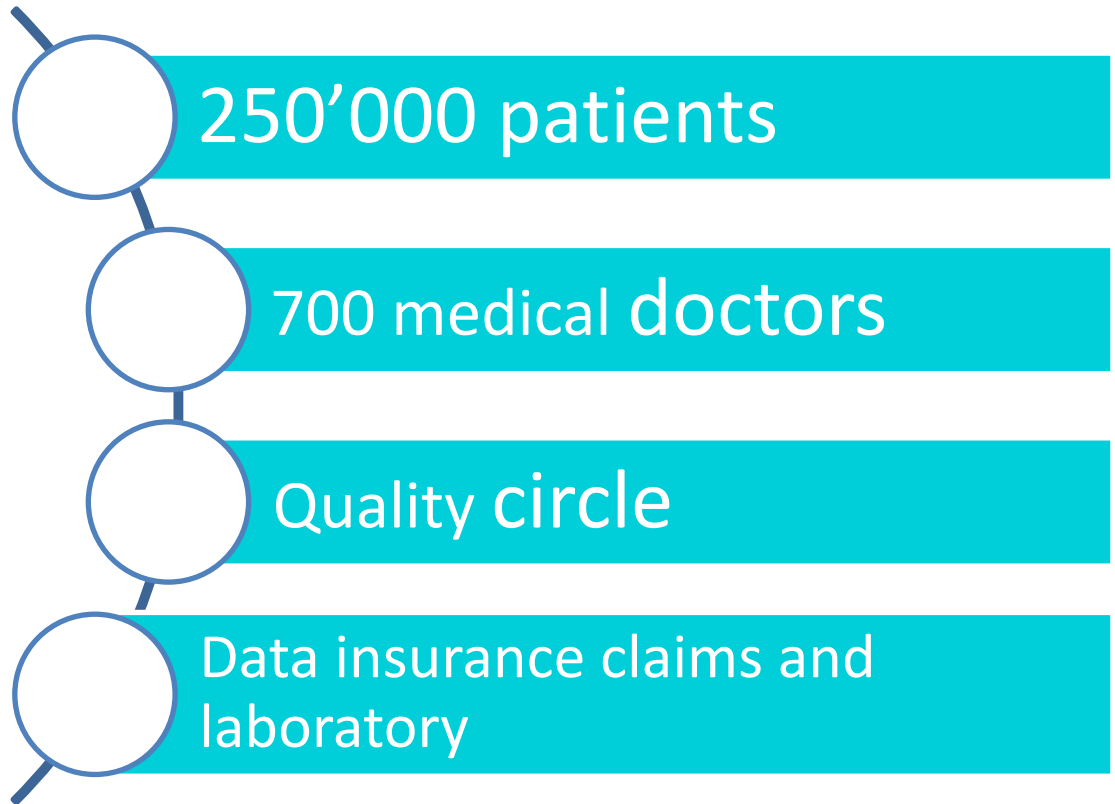 250’000 patients
700 medical doctors
Quality circle
Data insurance claims and
laboratory